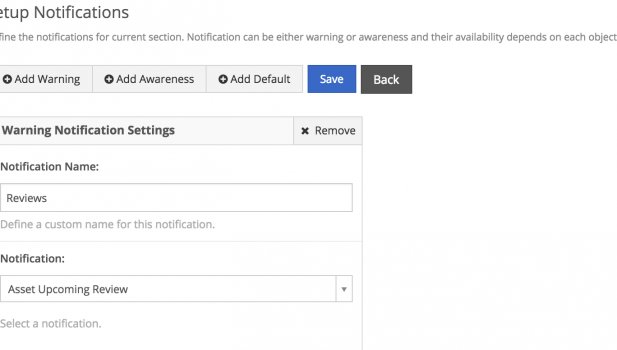 etup Notifications
fine the notifications for current section. Notification can be either warning or awareness and their availability depends on each object
Add Warning Add Awareness Add Default Save Back
Warning Notification Settings Remove
Notification Name:
Reviews
Define a custom name for this notification.
Notification:
Asset Upcoming Review
Select a notification.